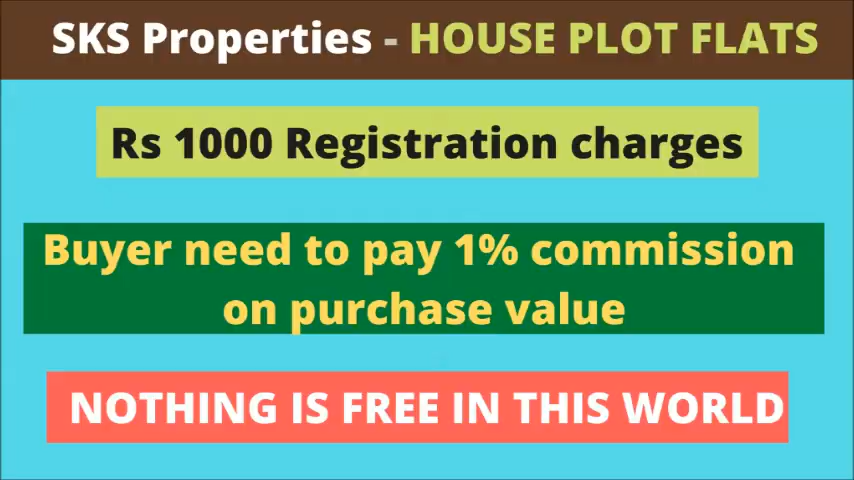 SKS Properties - HOUSE PLOT FLATS
Rs 1000 Registration charges
Buyer need to pay 1% commission
on purchase value
NOTHING IS FREE IN THIS WORLD